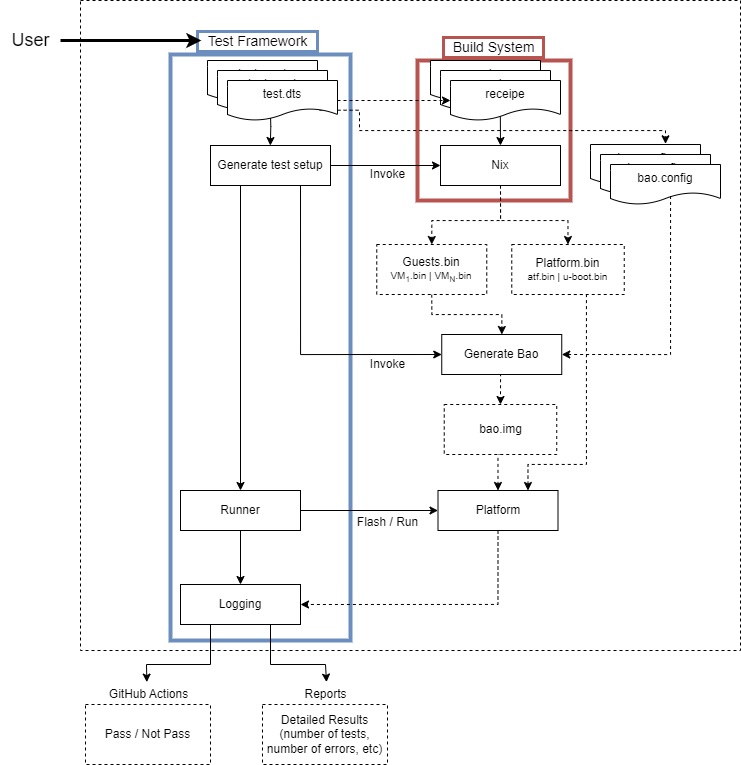 User
Test Framework
Build System
test.dts
receipe
Generate test setup
Invoke
Nix
bao.config
Guests.bin
VM1.bin | VMN.bin
Platform.bin
atf.bin | u-boot.bin
Generate Bao
Invoke
bao.img
Runner
Flash / Run
Platform
Logging
GitHub Actions
Reports
Pass / Not Pass
Detailed Results
(number of tests,
number of errors, etc)